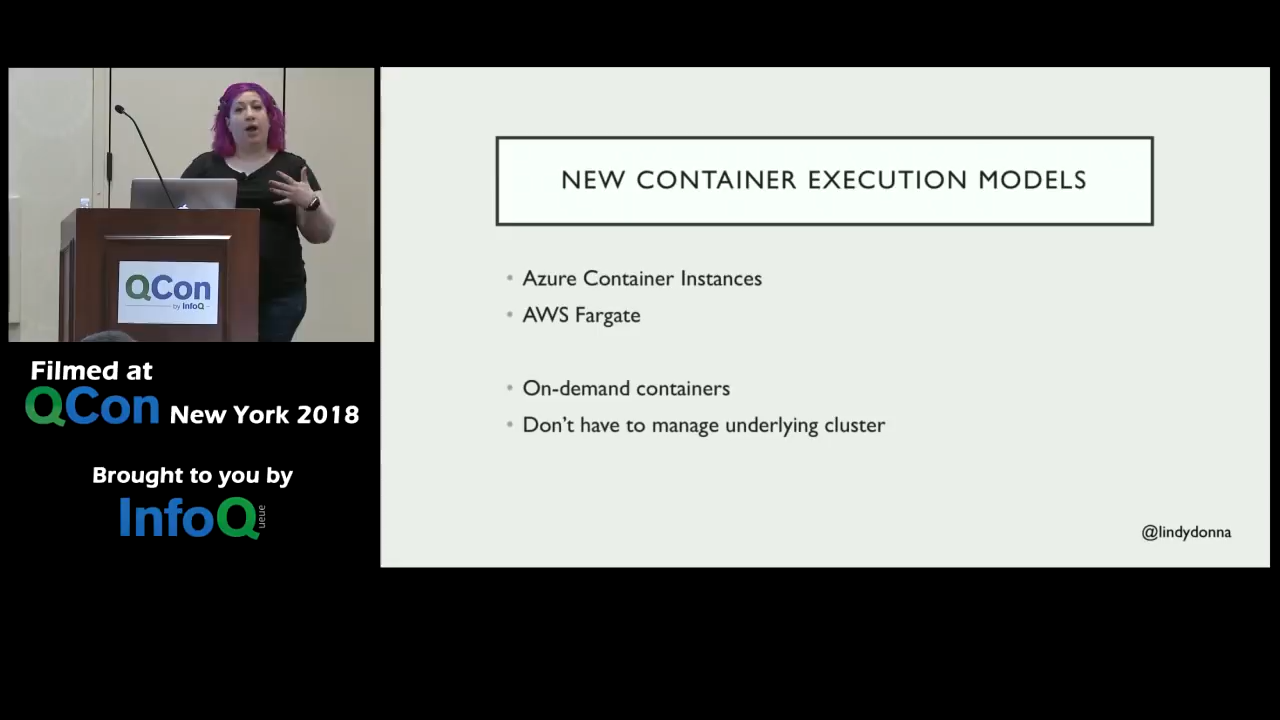 QCon
by InfoQ
Filmed at
QCon New York 2018
Brought to you by
InfoQ
ueue
NEW CONTAINER EXECUTION MODELS
• Azure Container Instances
• AWS Fargate
• On-demand containers
• Don't have to manage underlying cluster
@lindydonna